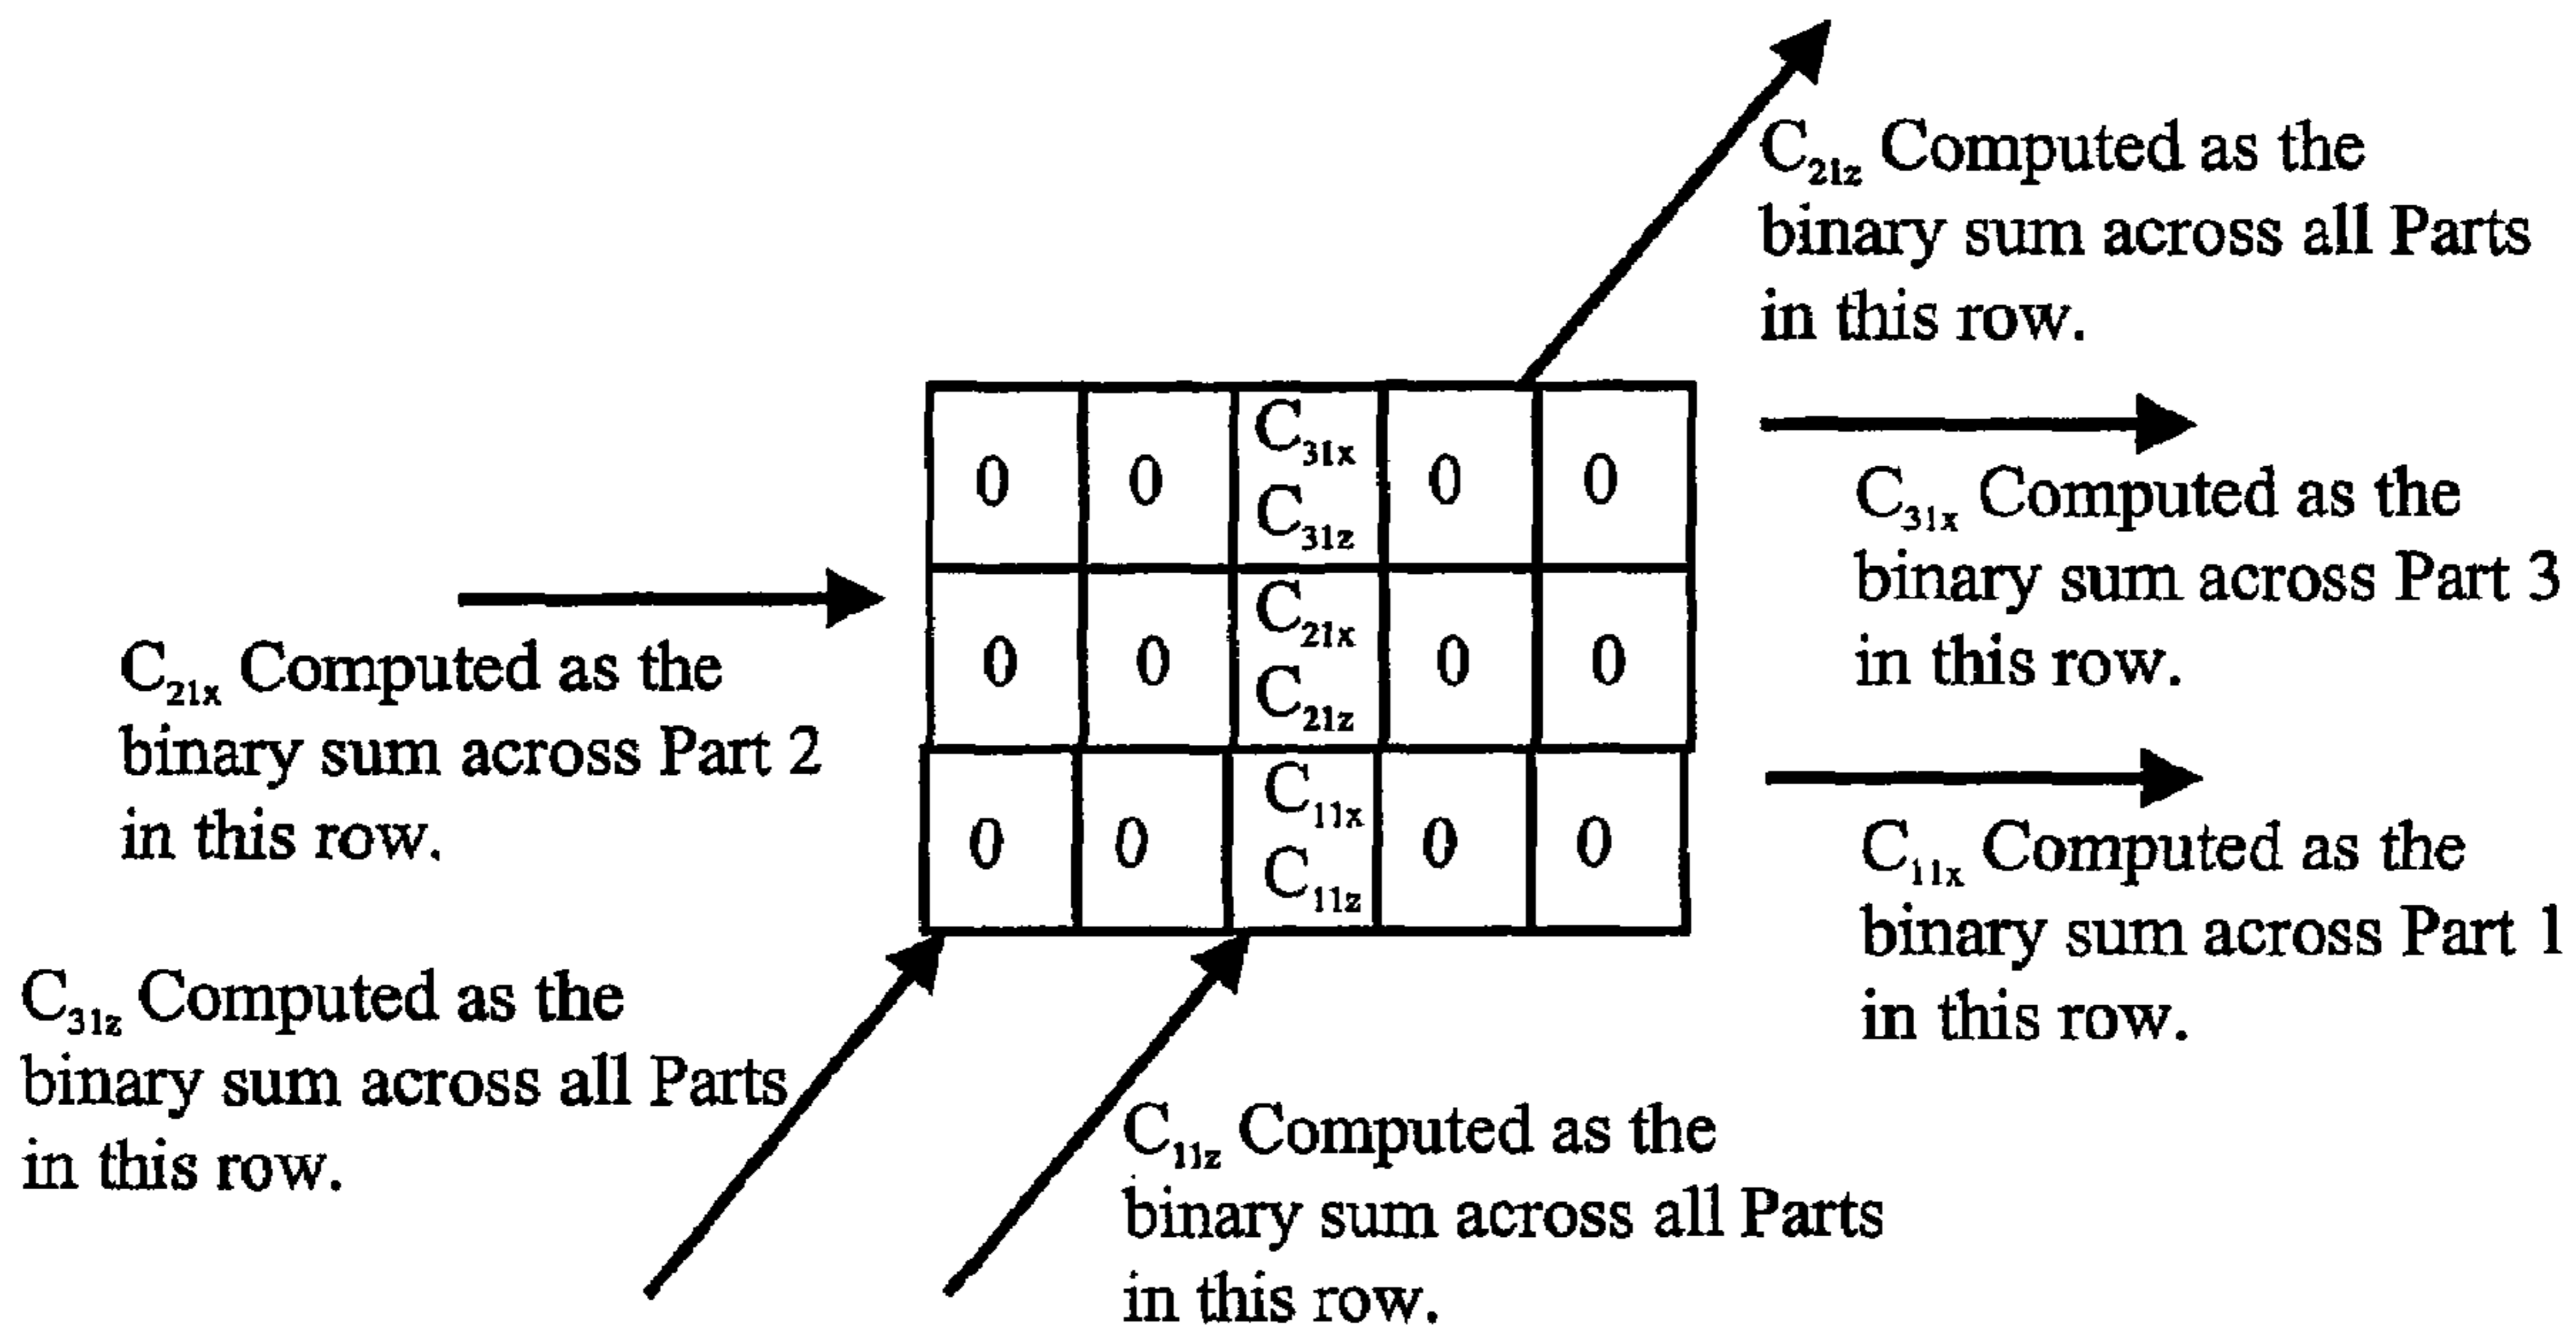 C₂₁z Computed as the
binary sum across all Parts
in this row.
0 0 C₃₁ₓ 0 0
C₃₁z
C₃₁ₓ Computed as the
binary sum across Part 3
in this row.
0 0 C₂₁ₓ 0 0
C₂₁z
C₂₁ₓ Computed as the
binary sum across Part 2
in this row.
0 0 C₁₁ₓ 0 0
C₁₁z
C₁₁ₓ Computed as the
binary sum across Part 1
in this row.
C₃₁z Computed as the
binary sum across all Parts
in this row.
C₁₁z Computed as the
binary sum across all Parts
in this row.